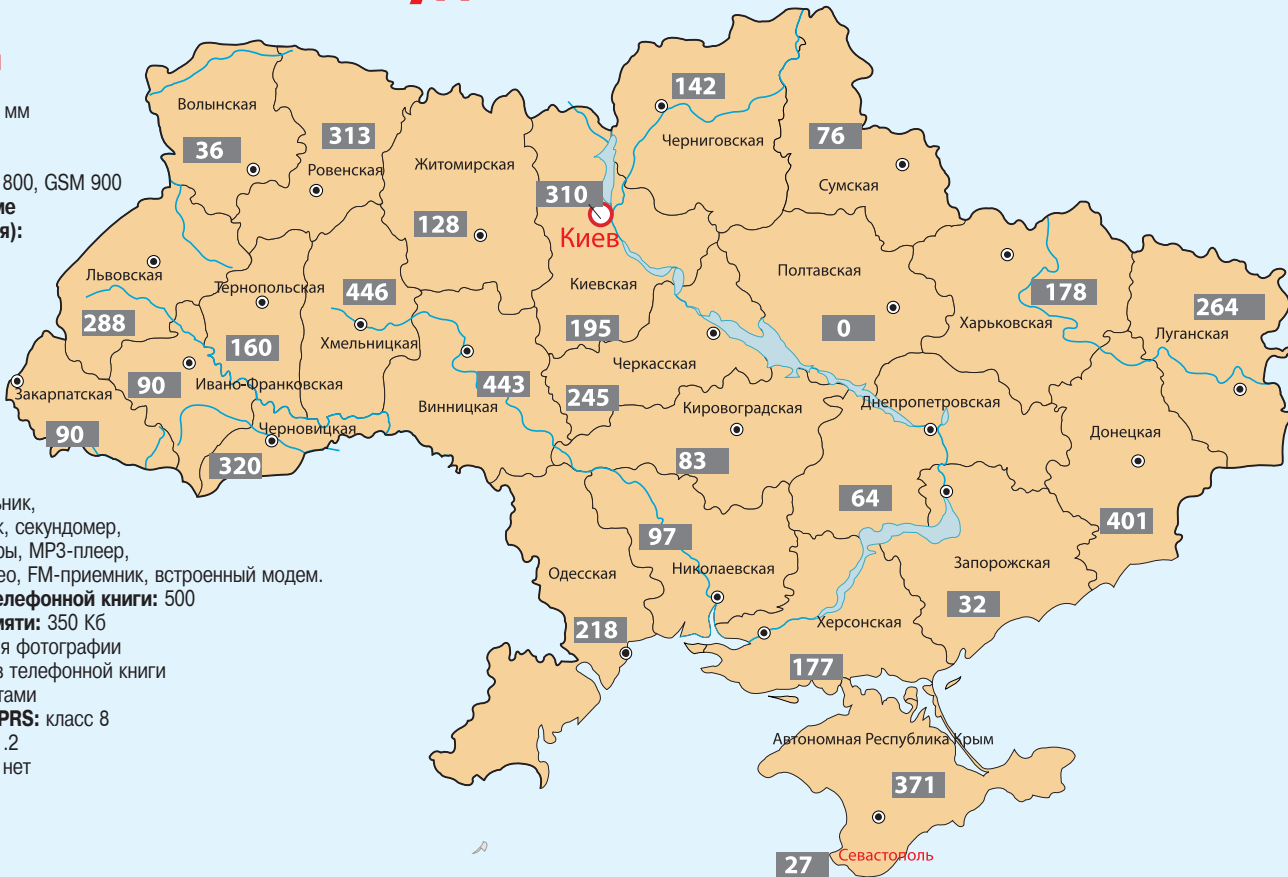 мм
800, GSM 900
Волынская
36
313
Ровенская
Житомирская
128
142
Черниговская
76
Сумская
310
Киев
Киевская
195
Львовская
288
Тернопольская
160
446
Хмельницкая
Полтавская
0
178
Харьковская
264
Луганская
Закарпатская
90
90
Ивано-Франковская
Черновицкая
320
443
Винницкая
Черкасская
245
Кировоградская
83
Днепропетровская
64
Донецкая
401
97
Николаевская
Одесская
218
Запорожская
32
Херсонская
177
Автономная Республика Крым
371
27
Севастополь
к, секундомер,
ры, MP3-плеер,
ео, FM-приемник, встроенный модем.
елефонной книги: 500
мяти: 350 Кб
я фотографии
в телефонной книги
тами
PRS: класс 8
.2
нет